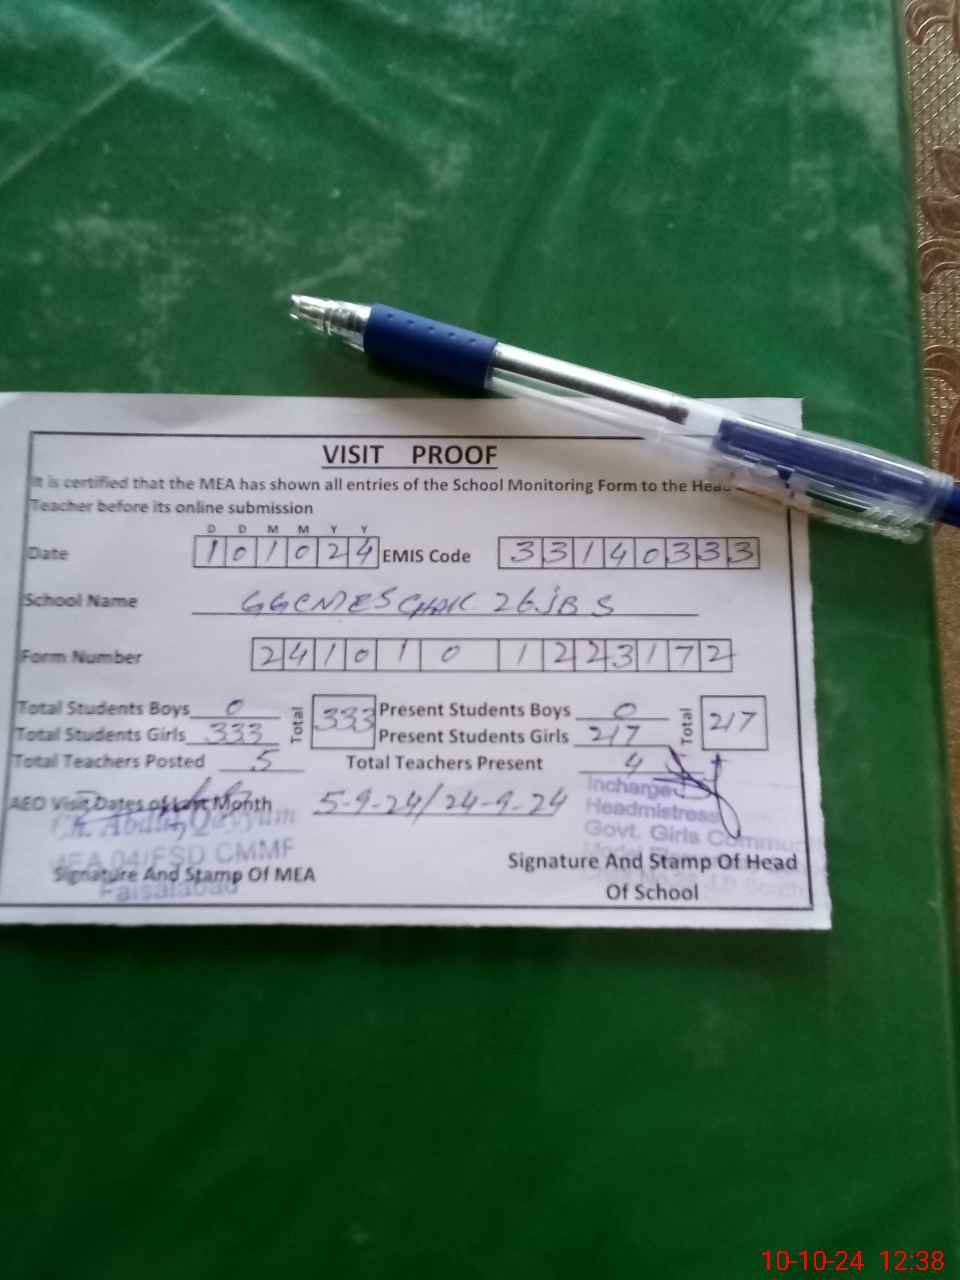 VISIT PROOF
It is certified that the MEA has shown all entries of the School Monitoring Form to the Head
Teacher before its online submission
D D M M Y Y
Date 1 0 1 0 2 4 EMIS Code 3 3 1 4 0 3 3 3
School Name GGCMES CHAK 26 JB S
Form Number 2 4 1 0 1 0 1 2 2 3 1 7 2
Total Students Boys 0 Total 333 Present Students Boys 0 Total 217
Total Students Girls 333 Present Students Girls 217
Total Teachers Posted 5 Total Teachers Present 4
AEO Visit Dates of Last Month 5-9-24/24-9-24
Incharge
Headmistress
Govt. Girls Commu
Ch. Abdul Qayyum
MEA 04/FSD CMMF
Faisalabad
Signature And Stamp Of MEA
Signature And Stamp Of Head
Of School
10-10-24 12:38